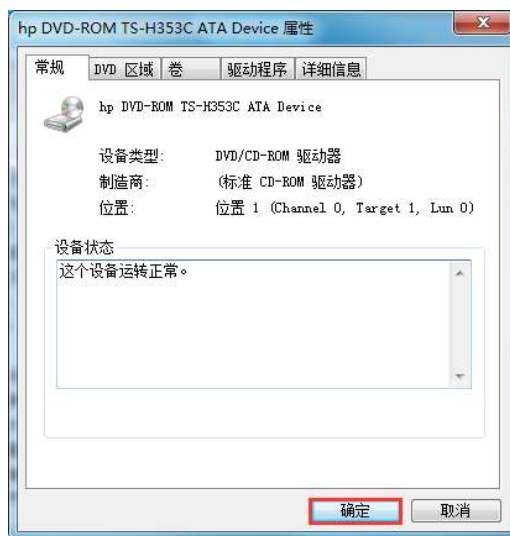 hp DVD-ROM TS-H353C ATA Device 属性
常规 DVD 区域 卷 驱动程序 详细信息
hp DVD-ROM TS-H353C ATA Device
设备类型: DVD/CD-ROM 驱动器
制造商: (标准 CD-ROM 驱动器)
位置: 位置 1 (Channel 0, Target 1, Lun 0)
设备状态
这个设备运转正常。
确定 取消